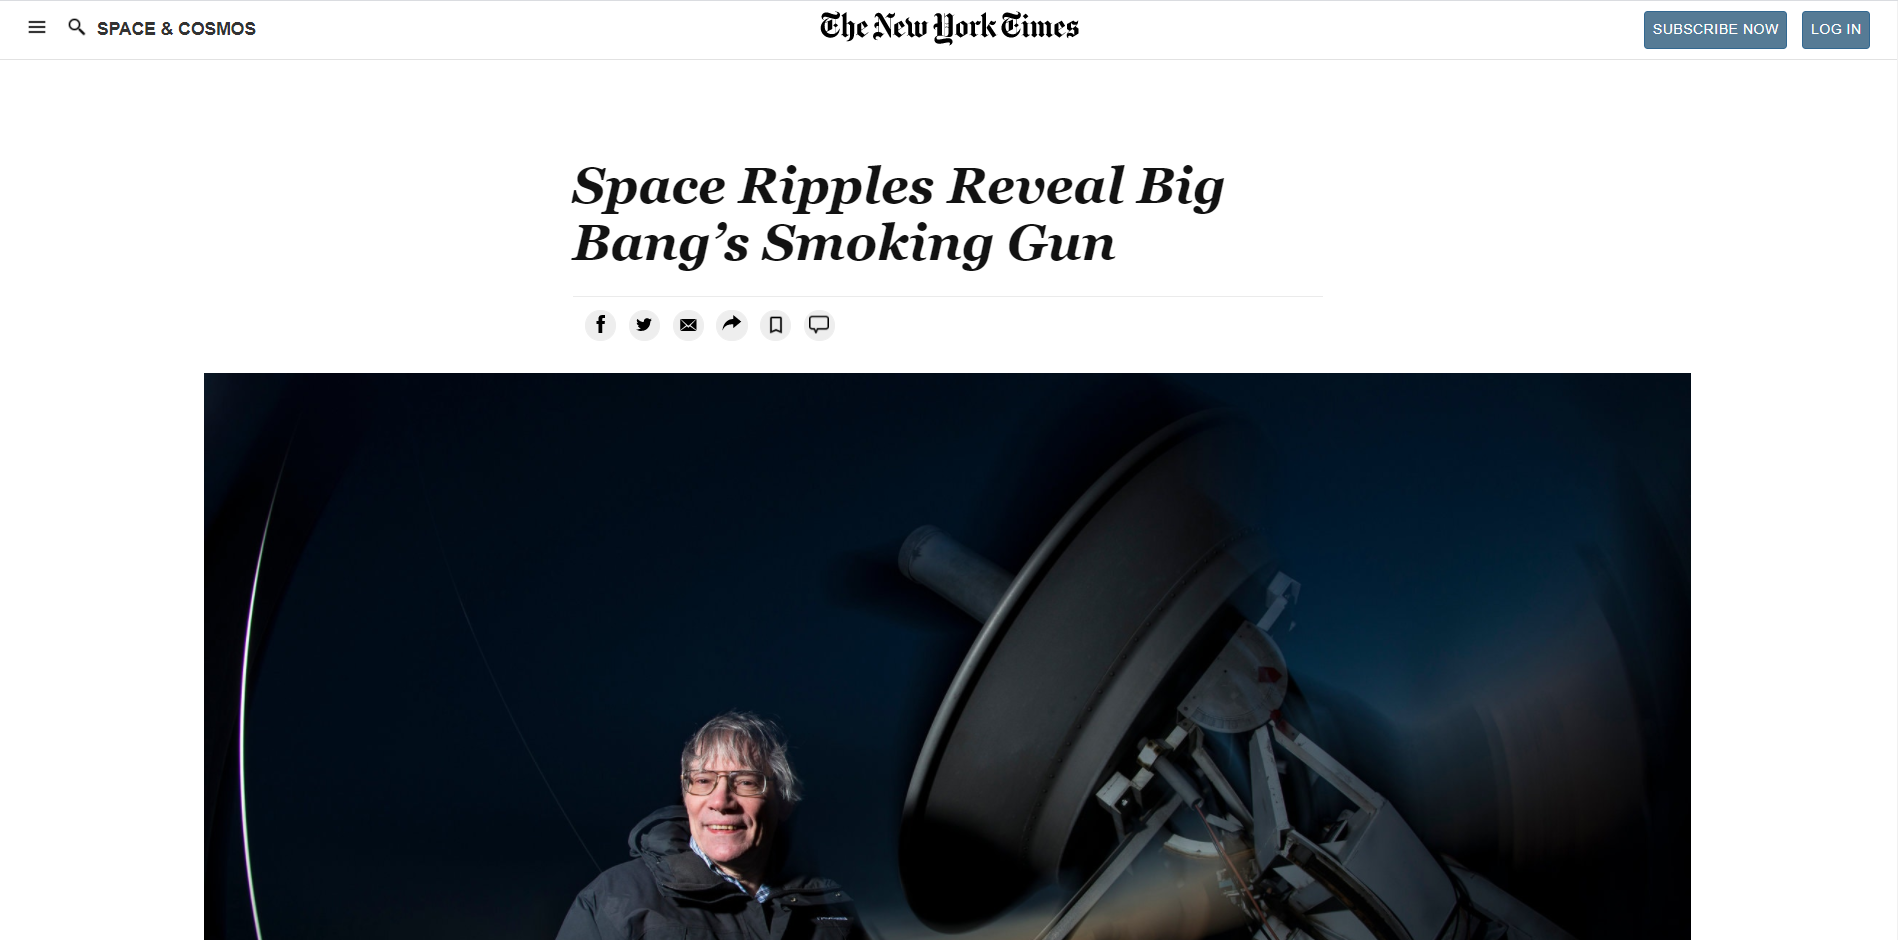 SPACE & COSMOS
The New York Times
SUBSCRIBE NOW
LOG IN
Space Ripples Reveal Big
Bang’s Smoking Gun